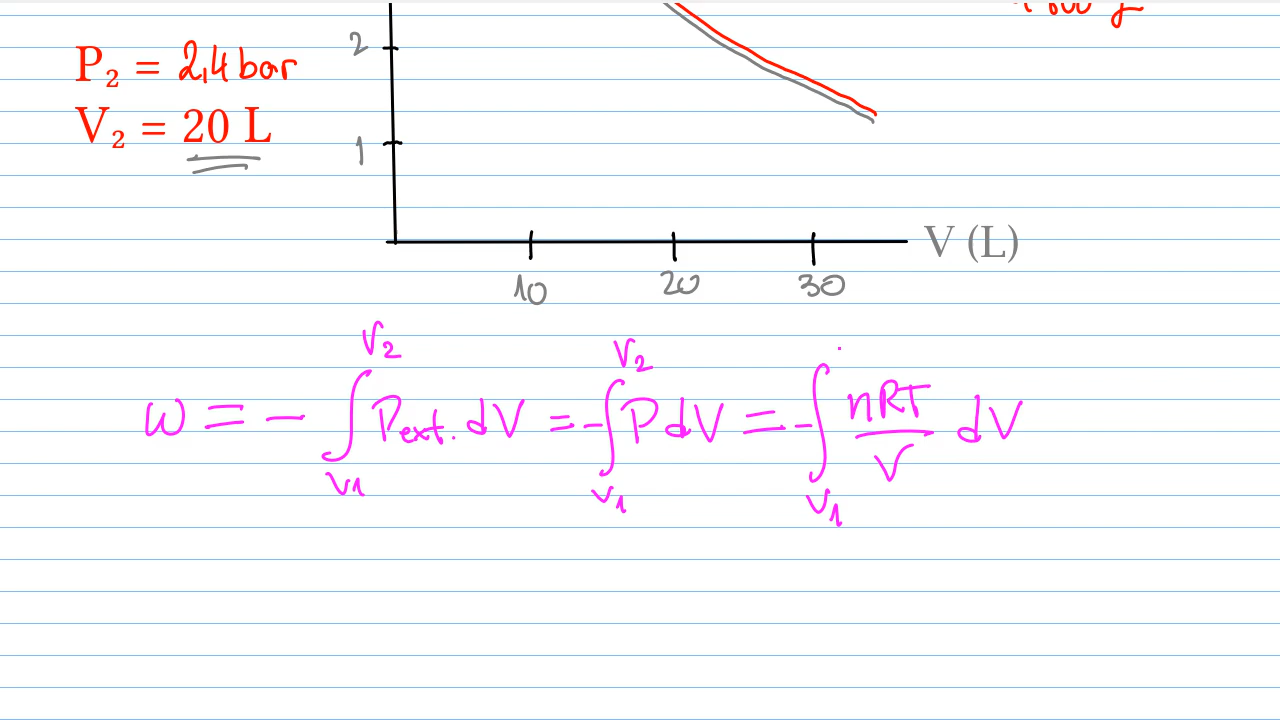 2
P₂ = 2,4 bar
V₂ = 20 L
1
V (L)
10 20 30
w = - ∫_{V1}^{V2} Pext. dV = - ∫_{V1}^{V2} P dV = - ∫_{V1} nRT/V dV